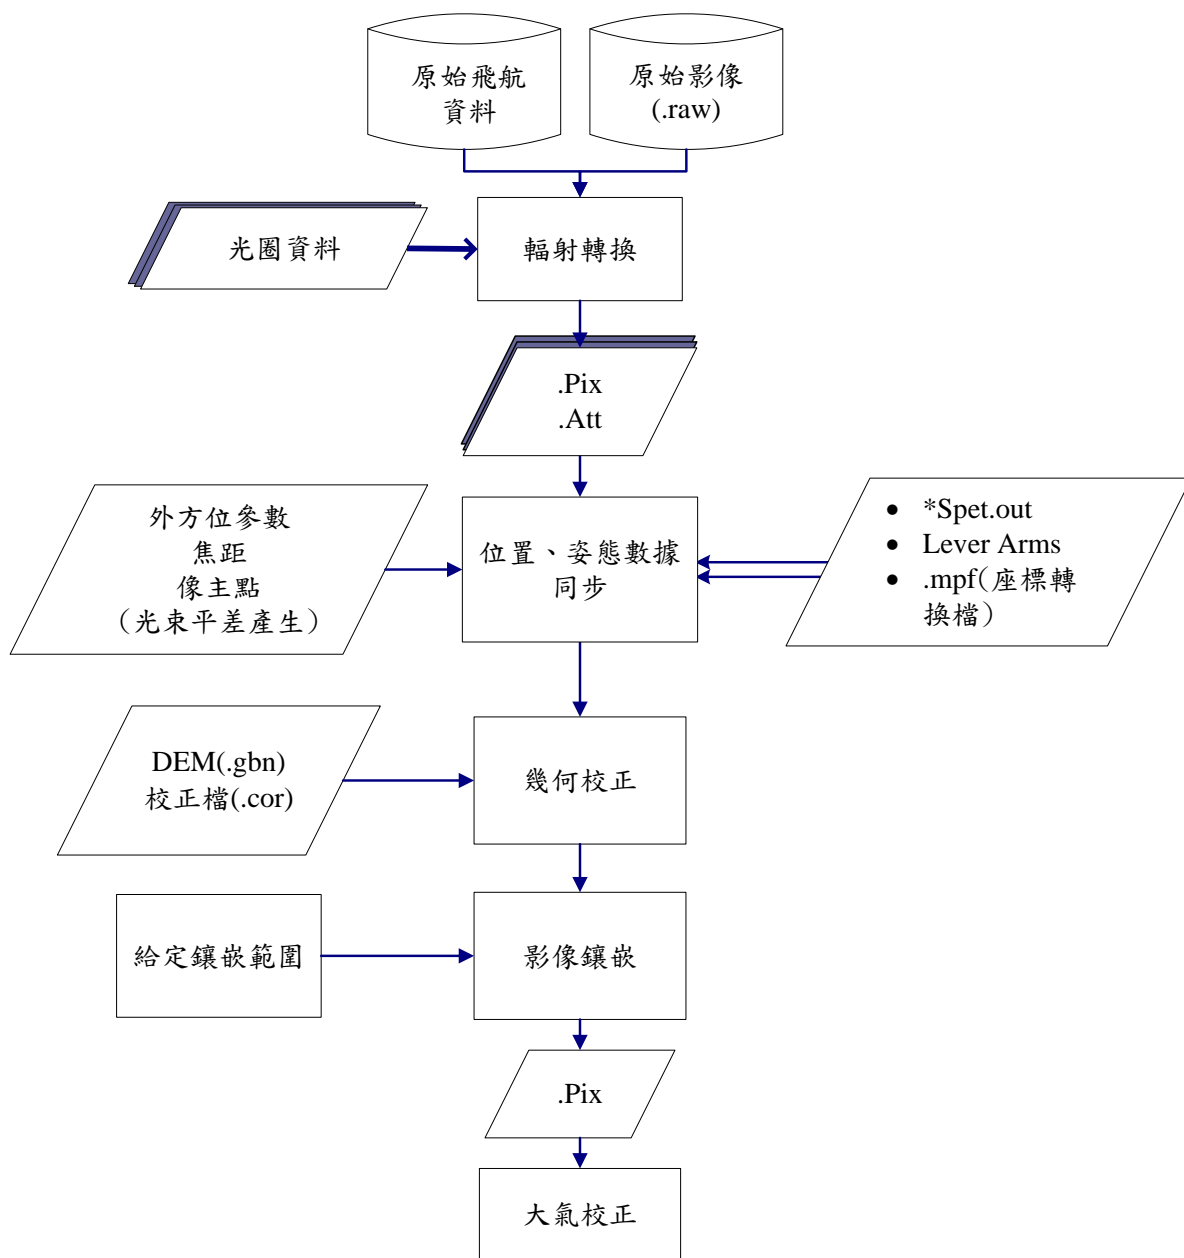 原始飛航
資料
原始影像
(.raw)
光圈資料
輻射轉換
.Pix
.Att
外方位參數
焦距
像主點
（光束平差產生）
位置、姿態數據
同步
• *Spet.out
• Lever Arms
• .mpf(座標轉
換檔）
DEM(.gbn)
校正檔(.cor)
幾何校正
給定鑲嵌範圍
影像鑲嵌
.Pix
大氣校正